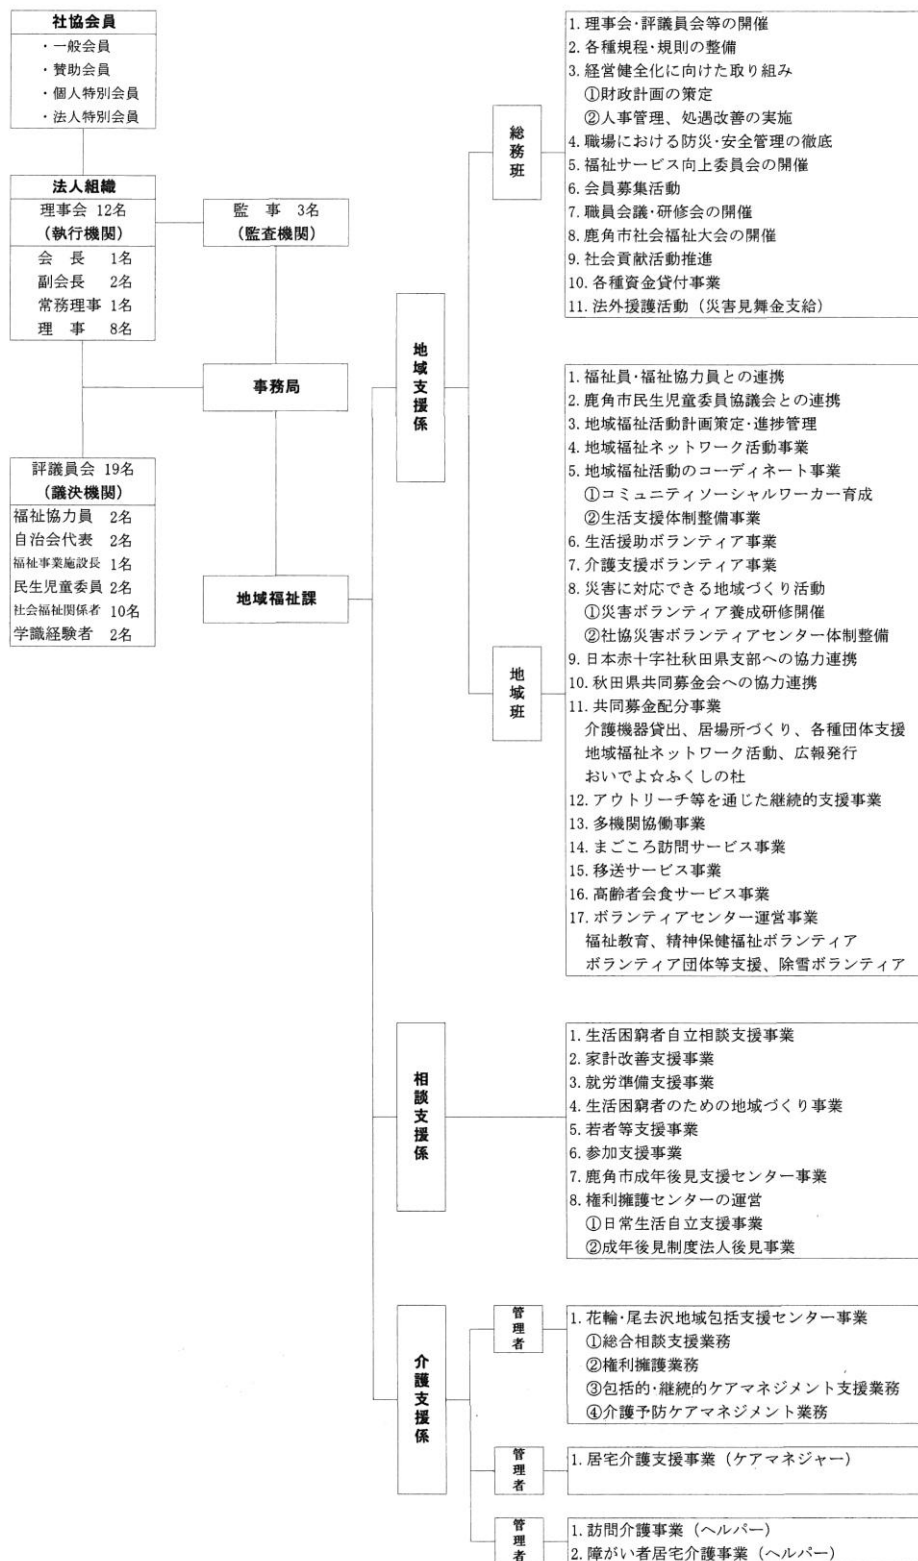 社協会員
・一般会員
・賛助会員
・個人特別会員
・法人特別会員
法人組織
理事会 12名
(執行機関)
会　長 1名
副会長 2名
常務理事 1名
理　事 8名
監　事 3名
(監査機関)
事務局
評議員会 19名
(議決機関)
福祉協力員 2名
自治会代表 2名
福祉事業施設長 1名
民生児童委員 2名
社会福祉関係者 10名
学識経験者 2名
地域福祉課
地域支援係
総務班
1. 理事会・評議員会等の開催
2. 各種規程・規則の整備
3. 経営健全化に向けた取り組み
①財政計画の策定
②人事管理、処遇改善の実施
4. 職場における防災・安全管理の徹底
5. 福祉サービス向上委員会の開催
6. 会員募集活動
7. 職員会議・研修会の開催
8. 鹿角市社会福祉大会の開催
9. 社会貢献活動推進
10. 各種資金貸付事業
11. 法外援護活動（災害見舞金支給）
地域班
1. 福祉員・福祉協力員との連携
2. 鹿角市民生児童委員協議会との連携
3. 地域福祉活動計画策定・進捗管理
4. 地域福祉ネットワーク活動事業
5. 地域福祉活動のコーディネート事業
①コミュニティソーシャルワーカー育成
②生活支援体制整備事業
6. 生活援助ボランティア事業
7. 介護支援ボランティア事業
8. 災害に対応できる地域づくり活動
①災害ボランティア養成研修開催
②社協災害ボランティアセンター体制整備
9. 日本赤十字社秋田県支部への協力連携
10. 秋田県共同募金会への協力連携
11. 共同募金配分事業
介護機器貸出、居場所づくり、各種団体支援
地域福祉ネットワーク活動、広報発行
おいでよ☆ふくしの杜
12. アウトリーチ等を通じた継続的支援事業
13. 多機関協働事業
14. まごころ訪問サービス事業
15. 移送サービス事業
16. 高齢者会食サービス事業
17. ボランティアセンター運営事業
福祉教育、精神保健福祉ボランティア
ボランティア団体等支援、除雪ボランティア
相談支援係
1. 生活困窮者自立相談支援事業
2. 家計改善支援事業
3. 就労準備支援事業
4. 生活困窮者のための地域づくり事業
5. 若者等支援事業
6. 参加支援事業
7. 鹿角市成年後見支援センター事業
8. 権利擁護センターの運営
①日常生活自立支援事業
②成年後見制度法人後見事業
介護支援係
管理者
1. 花輪・尾去沢地域包括支援センター事業
①総合相談支援業務
②権利擁護業務
③包括的・継続的ケアマネジメント支援業務
④介護予防ケアマネジメント業務
管理者
1. 居宅介護支援事業（ケアマネジャー）
管理者
1. 訪問介護事業（ヘルパー）
2. 障がい者居宅介護事業（ヘルパー）